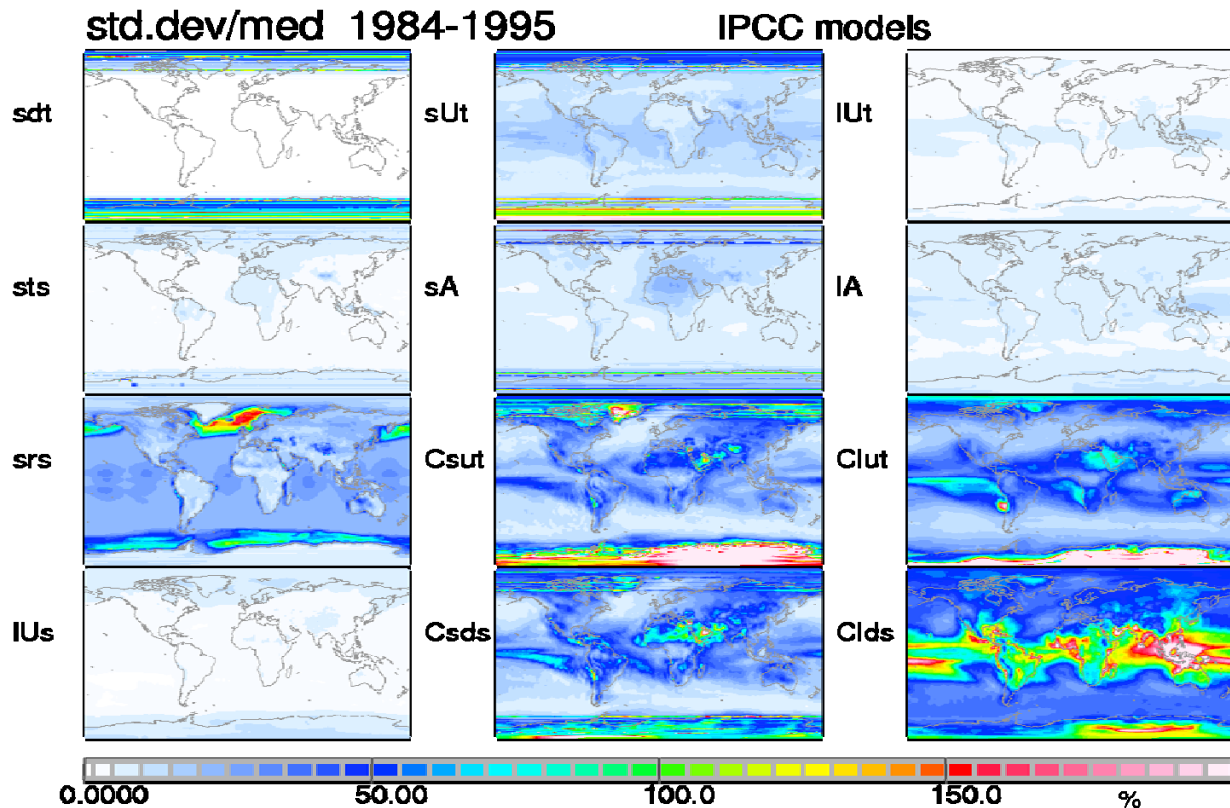 std.dev/med 1984-1995 IPCC models
sdt sUt lUt
sts sA lA
srs Csut Clut
lUs Csds Clds
0.0000 50.00 100.0 150.0 %